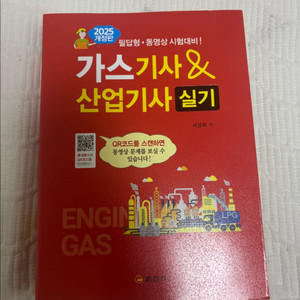 2025
개정판
필답형·동영상 시험대비!
가스기사&
산업기사 실기
QR코드를 스캔하면
동영상 문제를 보실 수
있습니다!
ENGIN
GAS
LPG